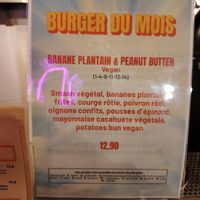 BURGER DU MOIS
BANANE PLANTAIN & PEANUT BUTTER
Vegan
(1-4-6-11-13-14)
Smash végétal, bananes plantain
frites, courge rôtie, poivron rôti,
oignons confits, pousses d'épinard,
mayonnaise cacahuète végétale,
potatoes bun vegan
12,90